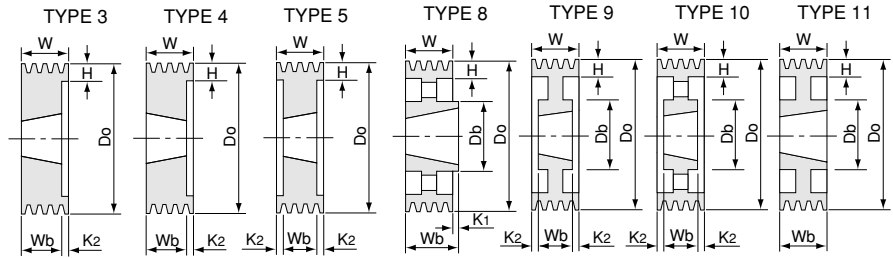 TYPE 3 TYPE 4 TYPE 5 TYPE 8 TYPE 9 TYPE 10 TYPE 11
W W W W W W W
H H H H H H H
Do Do Do Db Do Db Do Db Do Db Do
K1
Wb K2 Wb K2 K2 Wb K2 Wb K2 Wb K2 K2 Wb K2 Wb